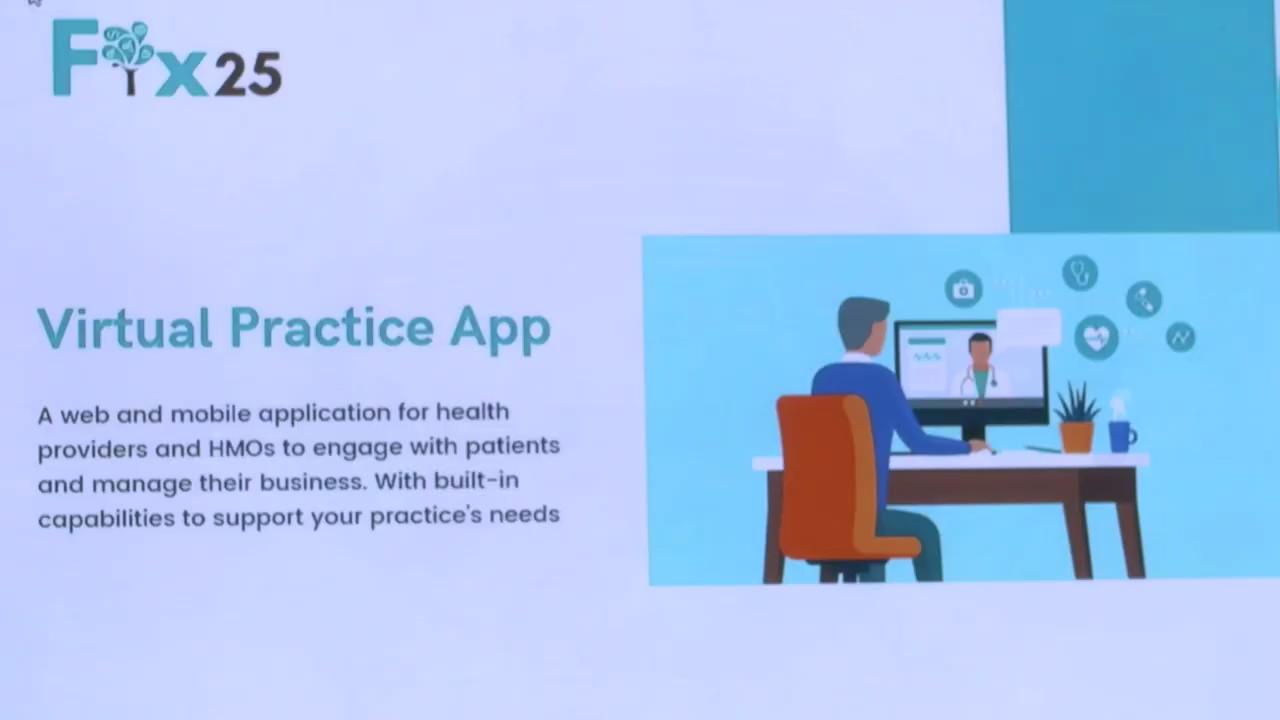 Fix25
Virtual Practice App
A web and mobile application for health
providers and HMOs to engage with patients
and manage their business. With built-in
capabilities to support your practice's needs